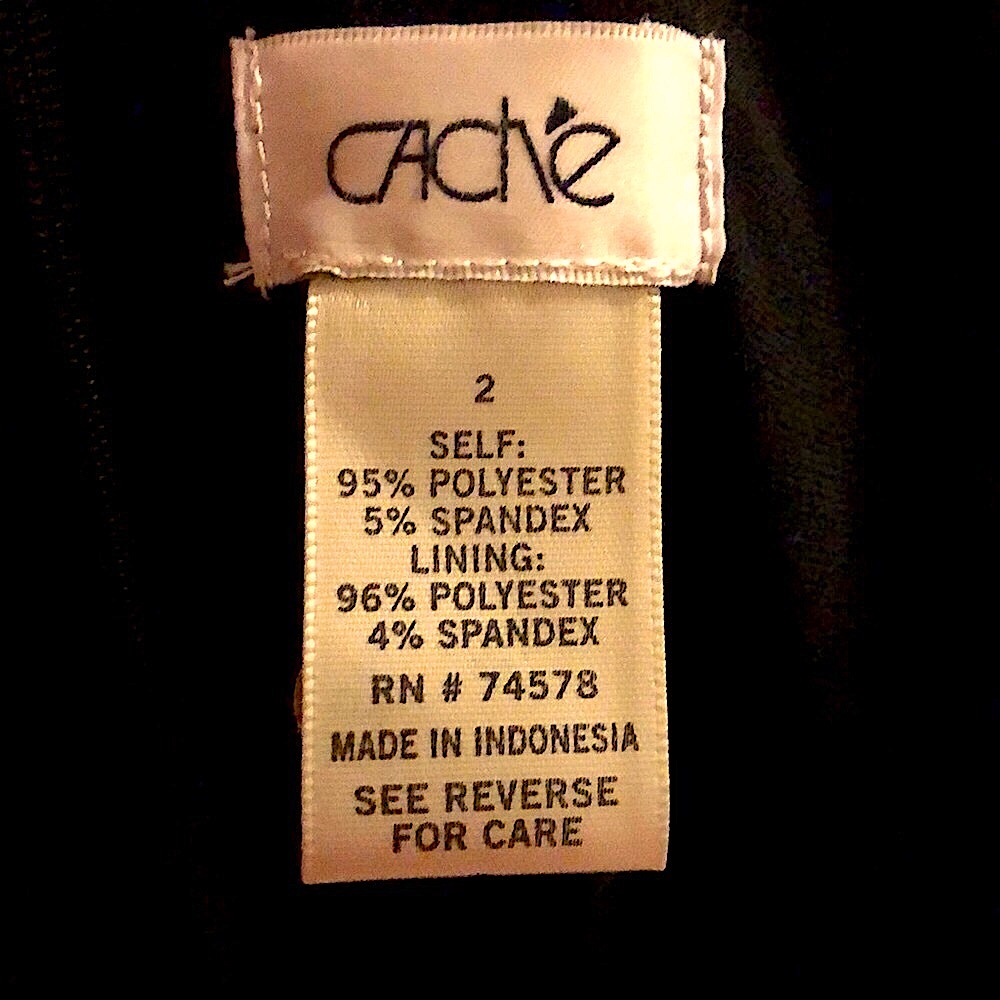 CAChé
2
SELF:
95% POLYESTER
5% SPANDEX
LINING:
96% POLYESTER
4% SPANDEX
RN # 74578
MADE IN INDONESIA
SEE REVERSE
FOR CARE